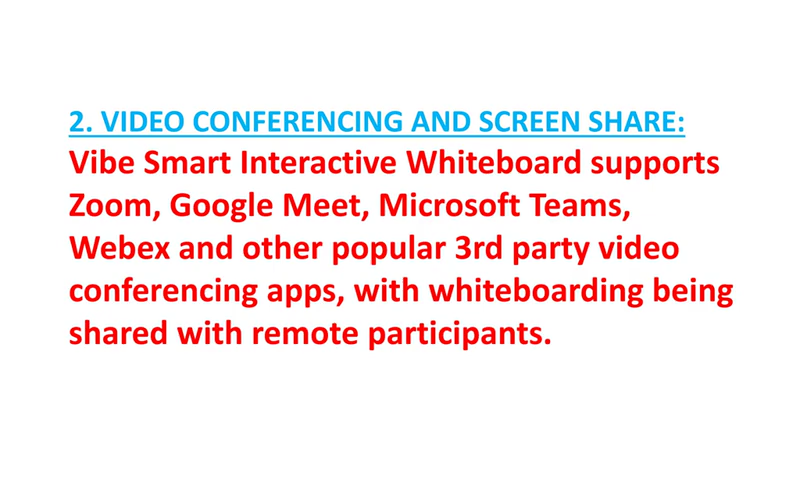 2. VIDEO CONFERENCING AND SCREEN SHARE:
Vibe Smart Interactive Whiteboard supports
Zoom, Google Meet, Microsoft Teams,
Webex and other popular 3rd party video
conferencing apps, with whiteboarding being
shared with remote participants.